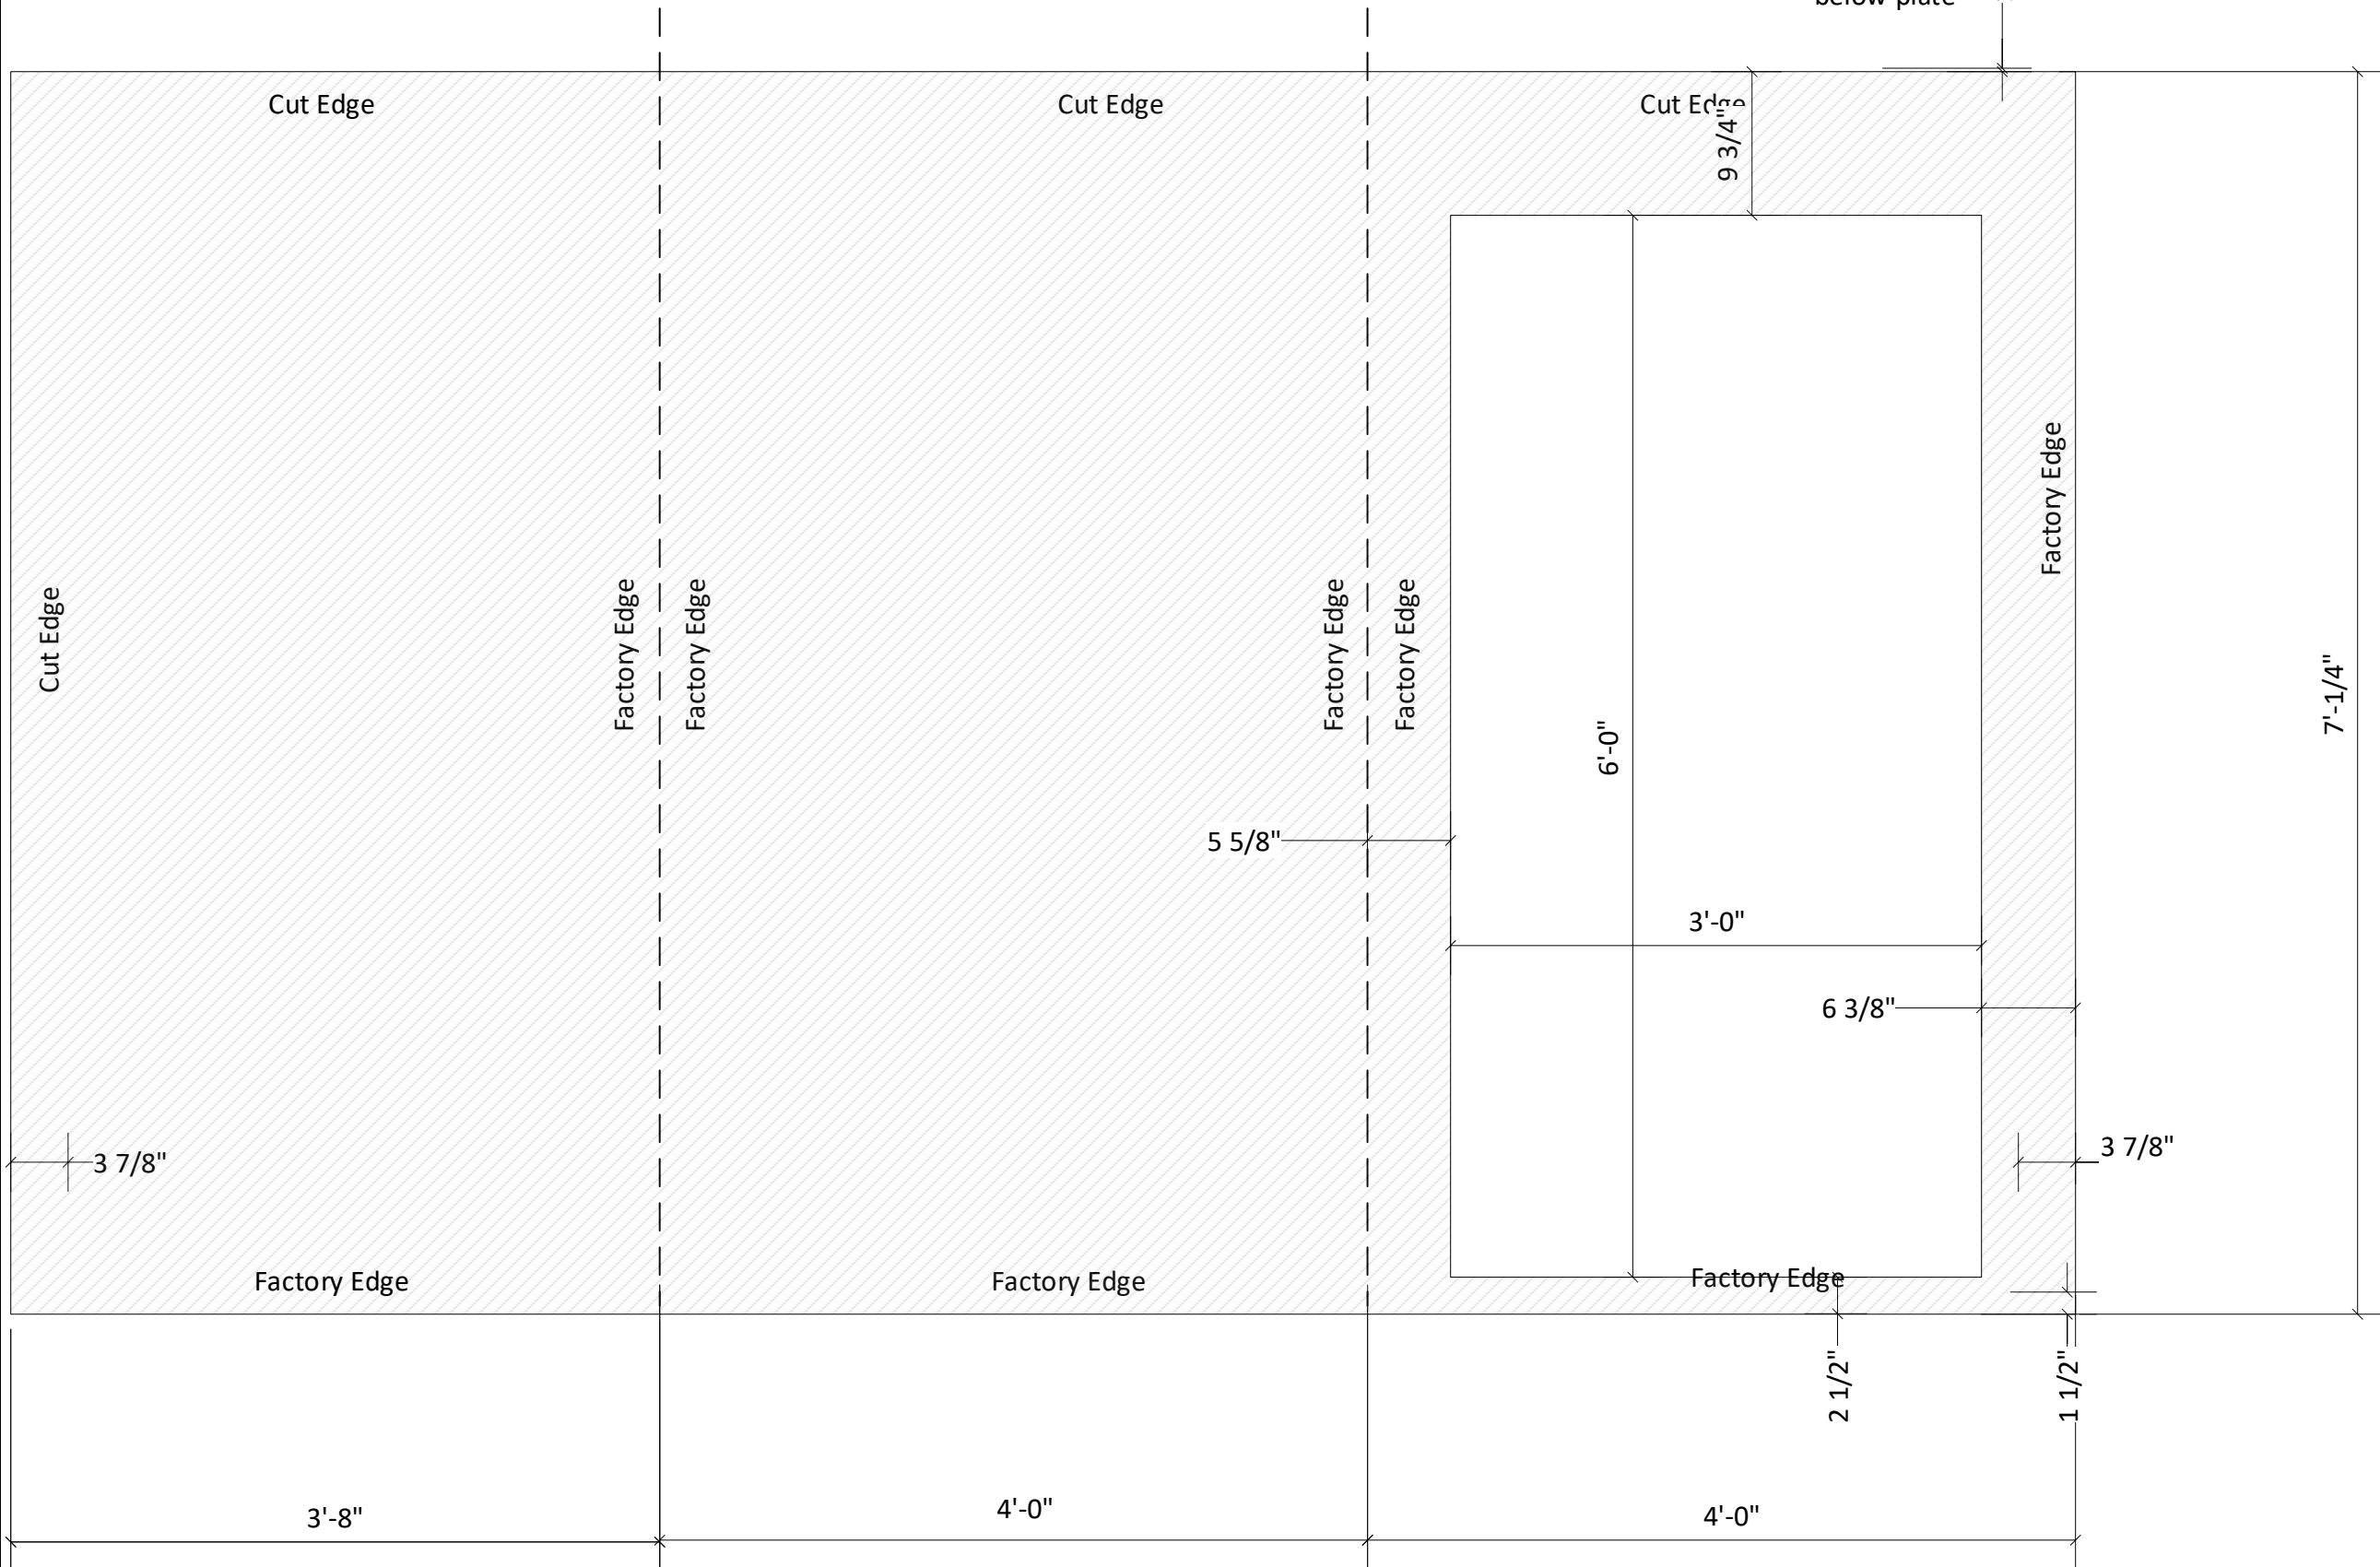 below plate
Cut Edge
Cut Edge
Cut Edge
9 3/4"
Factory Edge
Cut Edge
Factory Edge
Factory Edge
Factory Edge
Factory Edge
7'-1/4"
6'-0"
5 5/8"
3'-0"
6 3/8"
3 7/8"
3 7/8"
Factory Edge
Factory Edge
Factory Edge
2 1/2"
1 1/2"
3'-8"
4'-0"
4'-0"